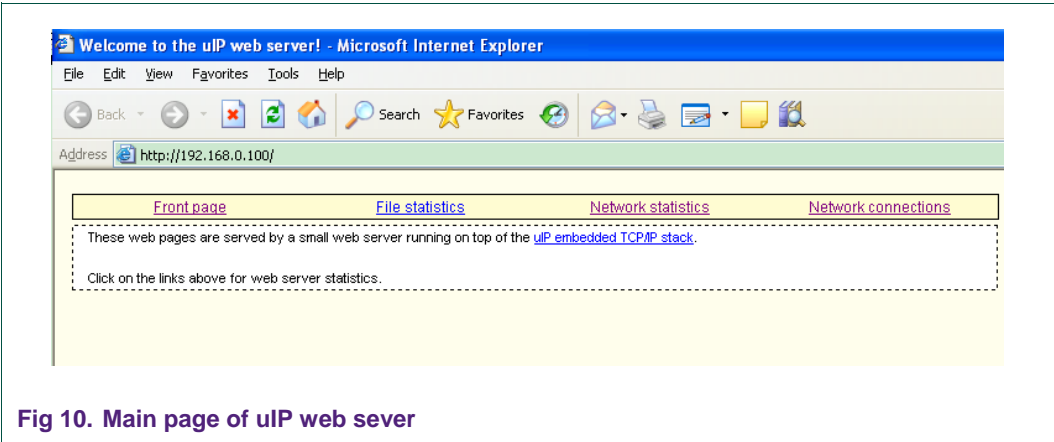 Welcome to the uIP web server! - Microsoft Internet Explorer
File Edit View Favorites Tools Help
Back Search Favorites
Address http://192.168.0.100/
Front page File statistics Network statistics Network connections
These web pages are served by a small web server running on top of the uIP embedded TCP/IP stack.
Click on the links above for web server statistics.
Fig 10. Main page of uIP web sever